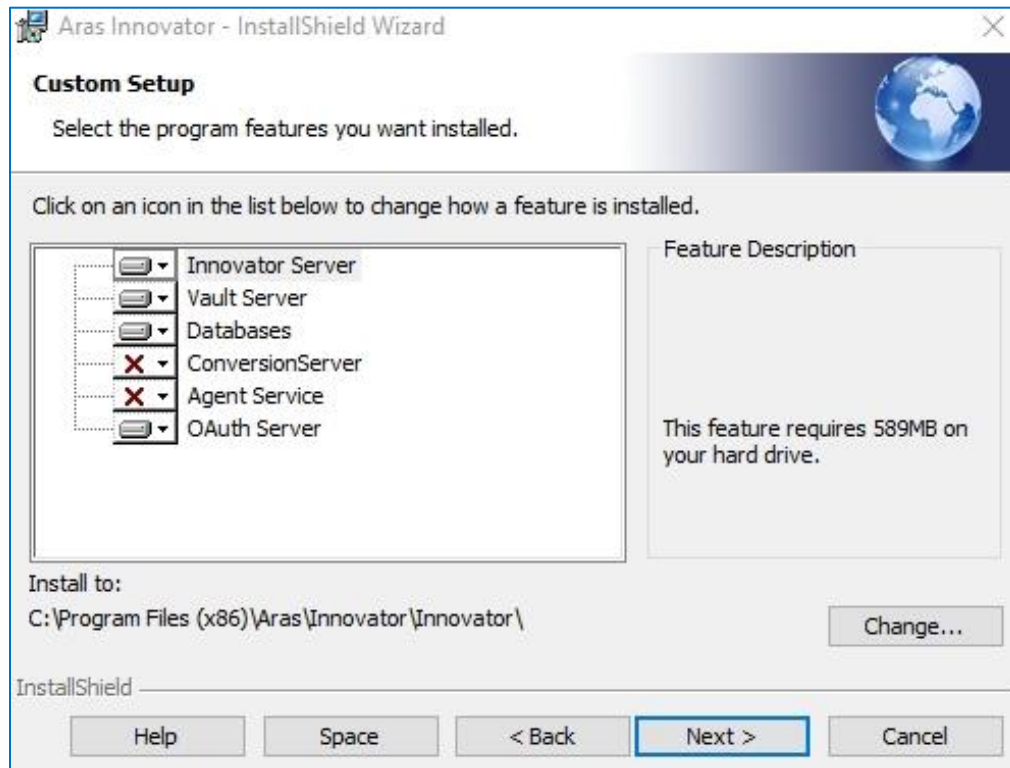 Aras Innovator - InstallShield Wizard
Custom Setup
Select the program features you want installed.
Click on an icon in the list below to change how a feature is installed.
Innovator Server
Vault Server
Databases
ConversionServer
Agent Service
OAuth Server
Feature Description
This feature requires 589MB on
your hard drive.
Install to:
C:\Program Files (x86)\Aras\Innovator\Innovator\
Change...
InstallShield
Help
Space
< Back
Next >
Cancel